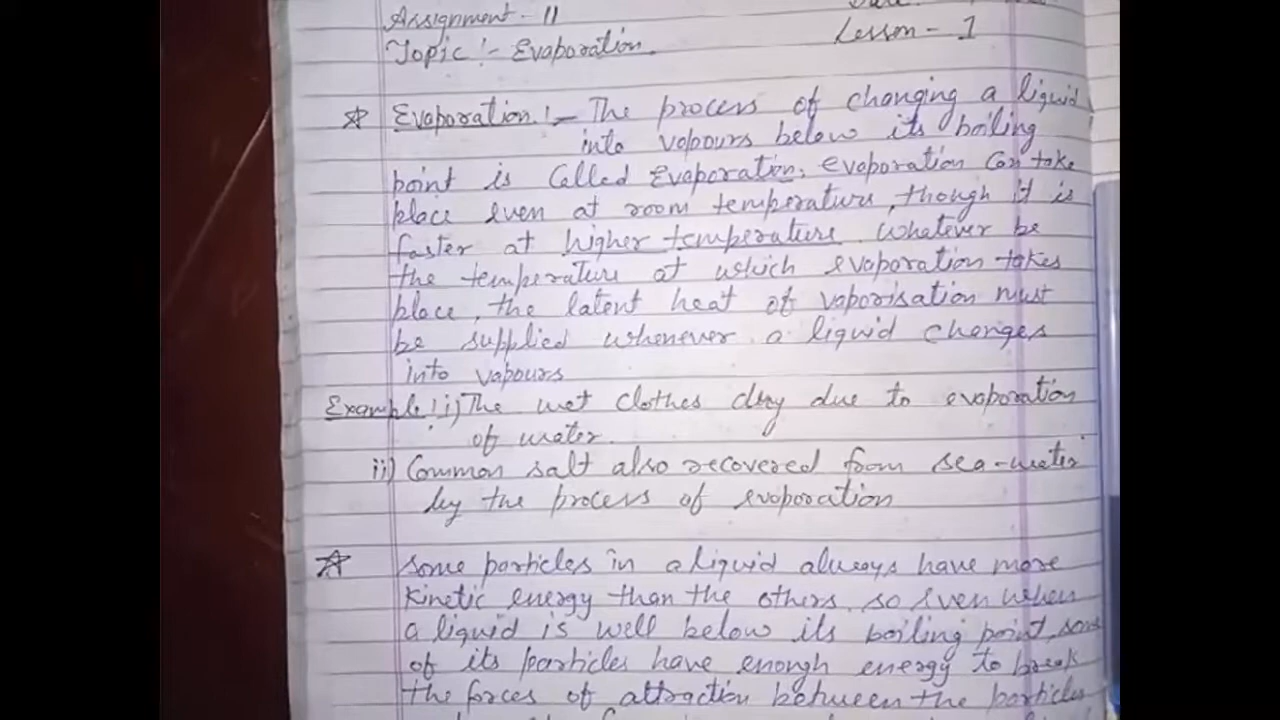 Assignment - 11
Lesson - 1
Topic :- Evaporation.
☆ Evaporation :- The process of changing a liquid
into vapours below its boiling
point is called Evaporation. evaporation can take
place even at room temperature, though it is
faster at higher temperature. Whatever be
the temperature at which evaporation takes
place, the latent heat of vaporisation must
be supplied whenever a liquid changes
into vapours
Example: i) The wet clothes dry due to evaporation
of water.
ii) Common salt also recovered from sea-water
by the process of evaporation
☆ Some particles in a liquid always have more
kinetic energy than the others. so even when
a liquid is well below its boiling point, some
of its particles have enough energy to break
the forces of attraction between the particles